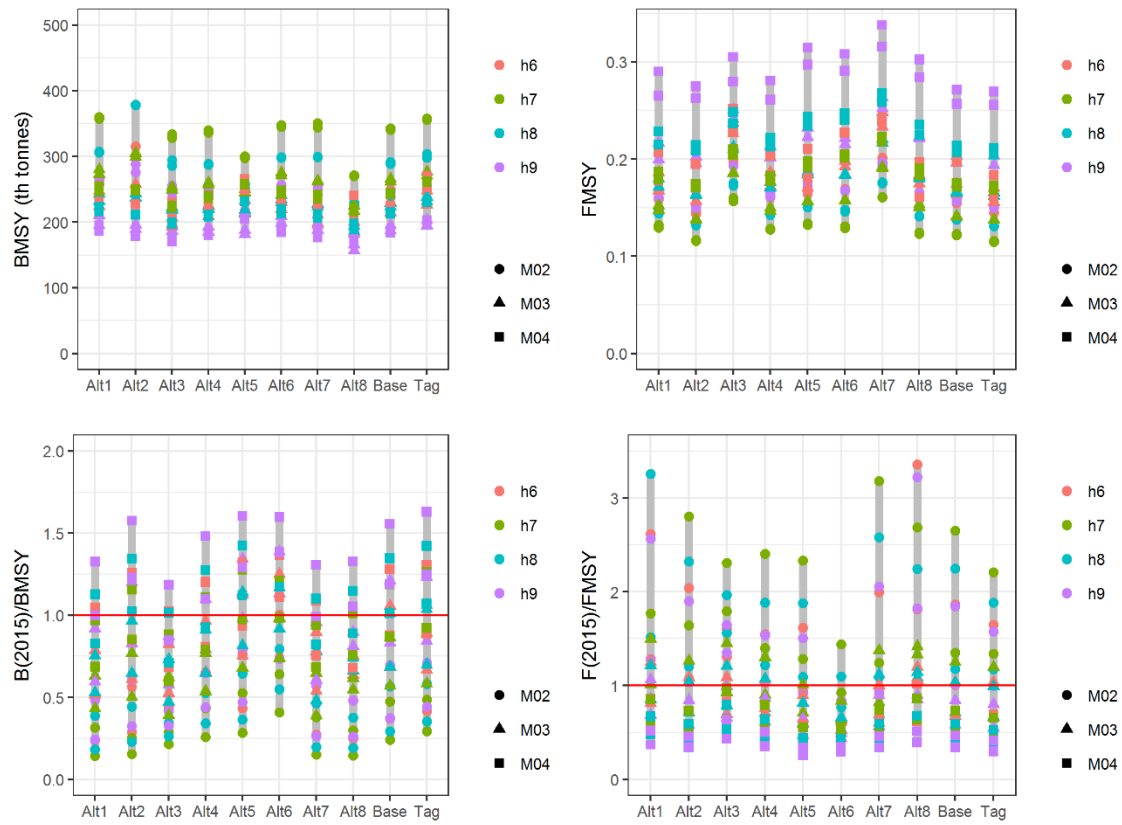 BMSY (th tonnes)
500
400
300
200
100
0
Alt1 Alt2 Alt3 Alt4 Alt5 Alt6 Alt7 Alt8 Base Tag
h6
h7
h8
h9
M02
M03
M04
FMSY
0.3
0.2
0.1
0.0
Alt1 Alt2 Alt3 Alt4 Alt5 Alt6 Alt7 Alt8 Base Tag
h6
h7
h8
h9
M02
M03
M04
B(2015)/BMSY
2.0
1.5
1.0
0.5
0.0
Alt1 Alt2 Alt3 Alt4 Alt5 Alt6 Alt7 Alt8 Base Tag
h6
h7
h8
h9
M02
M03
M04
F(2015)/FMSY
3
2
1
0
Alt1 Alt2 Alt3 Alt4 Alt5 Alt6 Alt7 Alt8 Base Tag
h6
h7
h8
h9
M02
M03
M04